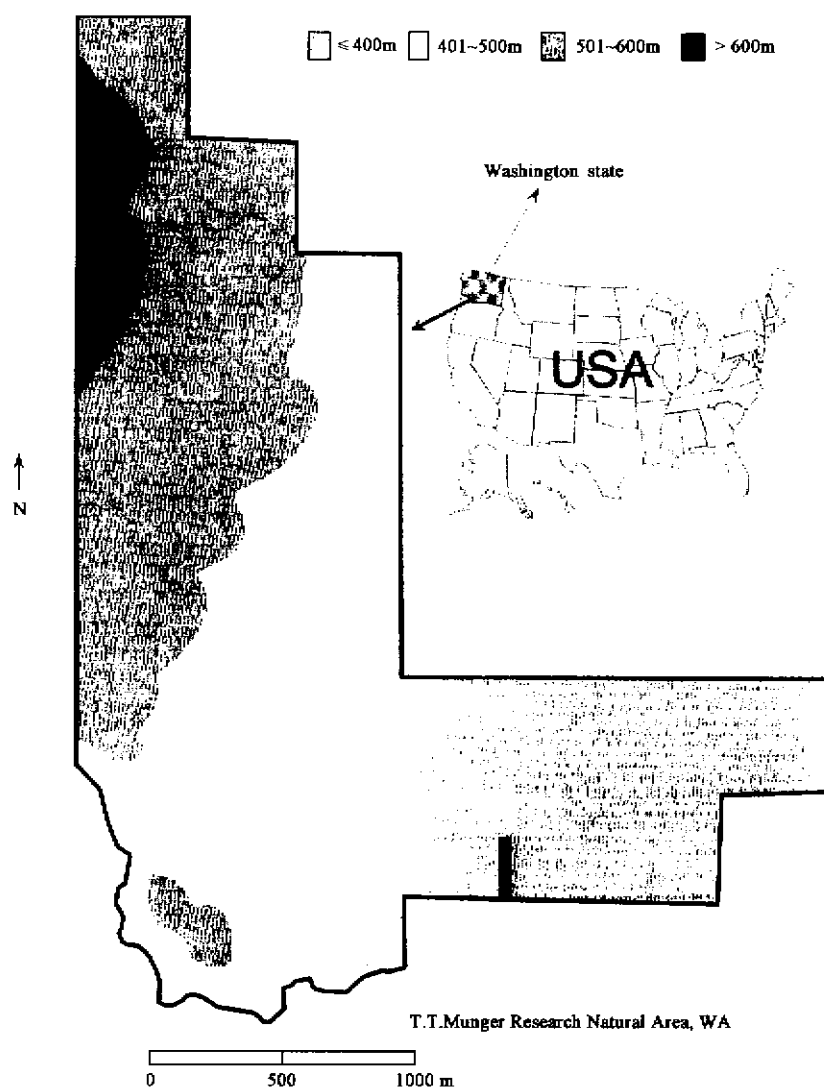 ≤400m 401~500m 501~600m >600m
Washington state
USA
N
T.T.Munger Research Natural Area, WA
0 500 1000 m